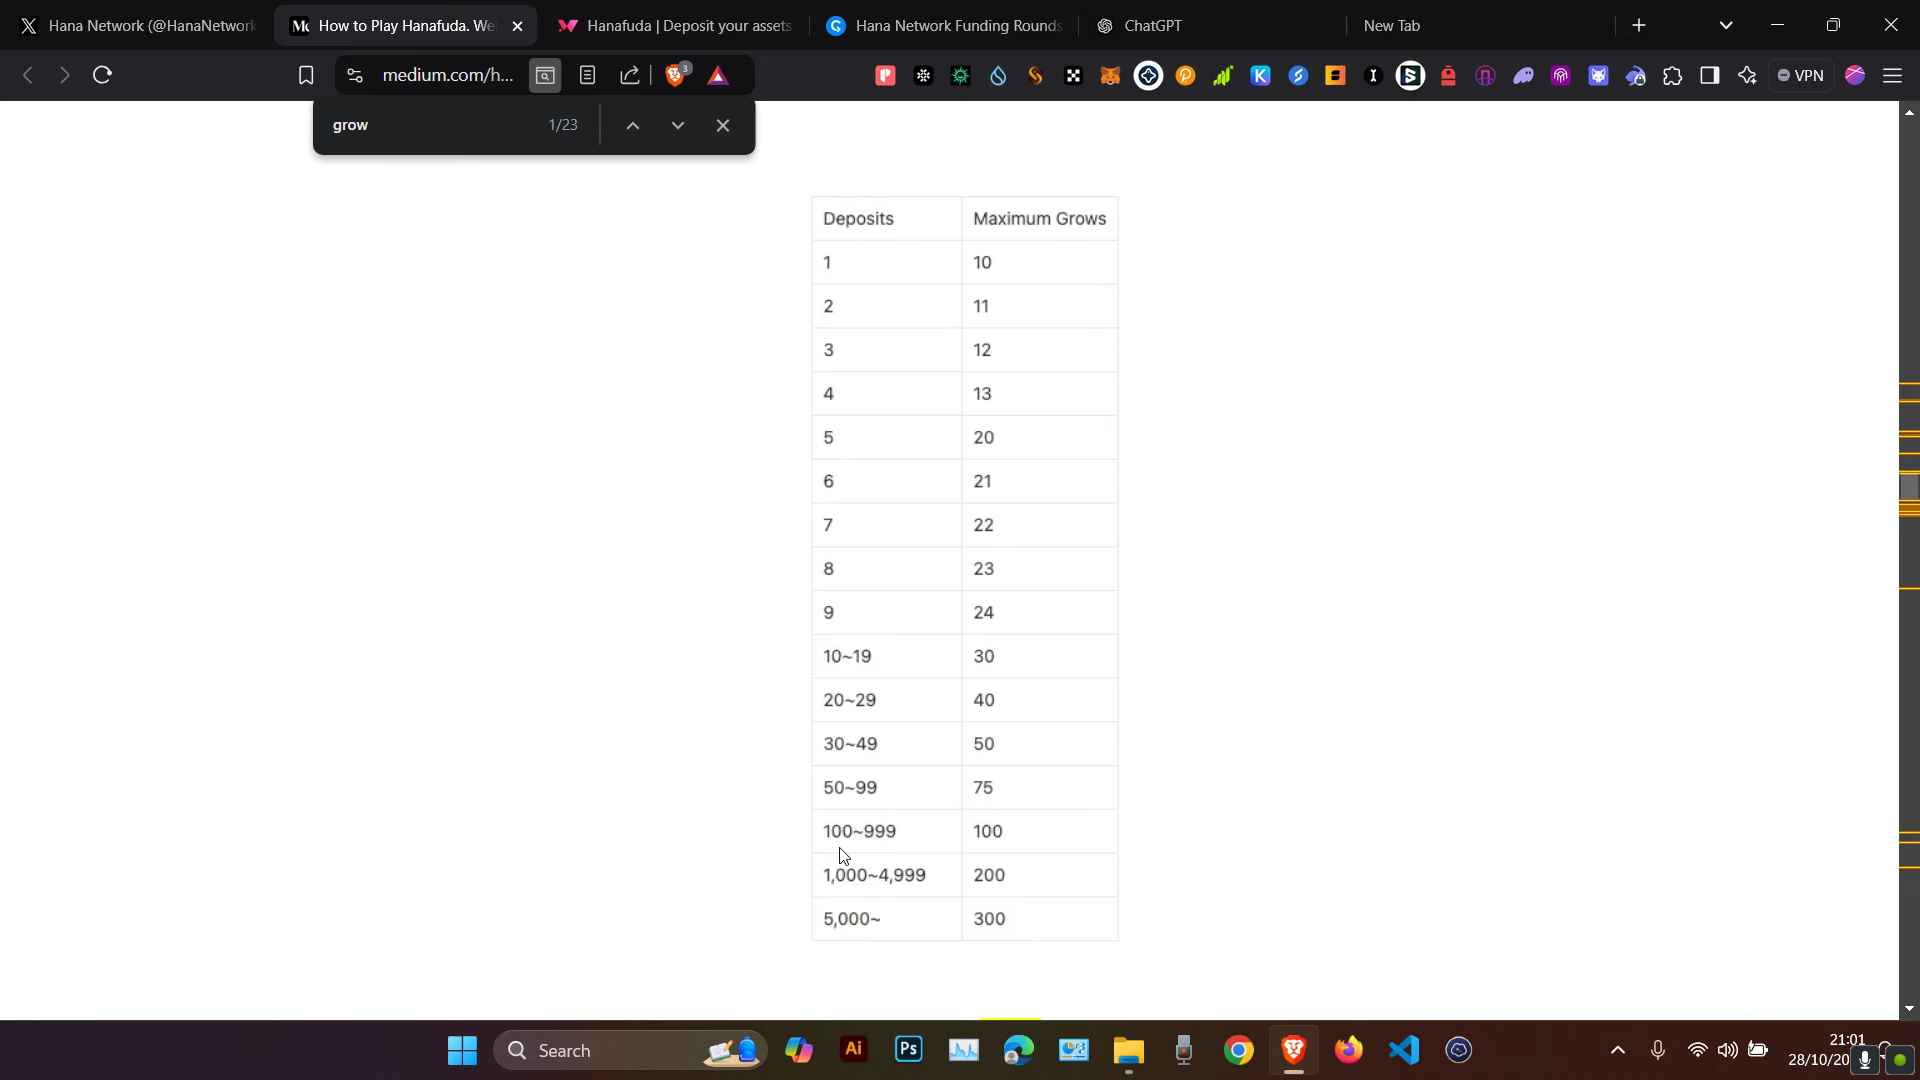 Hana Network (@HanaNetwork
How to Play Hanafuda. We
Hanafuda | Deposit your assets
Hana Network Funding Rounds
ChatGPT
New Tab
medium.com/h...
3
VPN
grow
1/23
Deposits Maximum Grows
1 10
2 11
3 12
4 13
5 20
6 21
7 22
8 23
9 24
10~19 30
20~29 40
30~49 50
50~99 75
100~999 100
1,000~4,999 200
5,000~ 300
Search
Ai
Ps
21:01
28/10/20